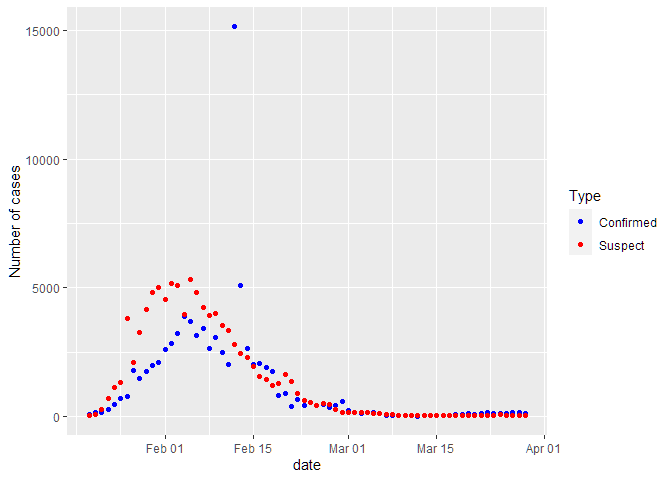 15000
10000
5000
0
Number of cases
Feb 01
Feb 15
Mar 01
Mar 15
Apr 01
date
Type
Confirmed
Suspect